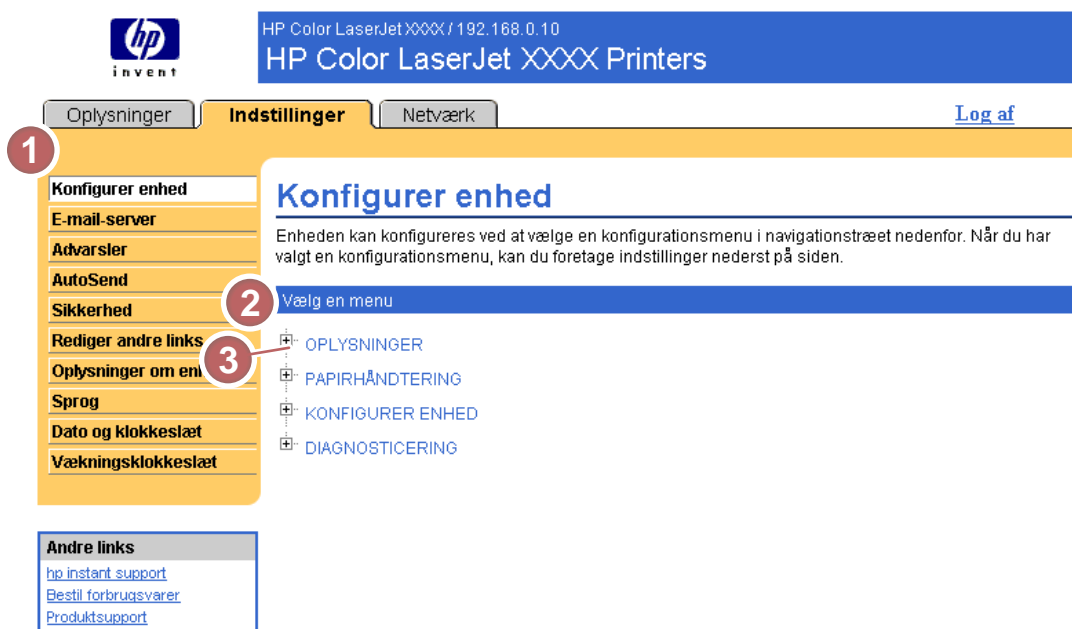 hp
invent
HP Color LaserJet XXXX / 192.168.0.10
HP Color LaserJet XXXX Printers
Oplysninger
Indstillinger
Netværk
Log af
1
Konfigurer enhed
E-mail-server
Advarsler
AutoSend
Sikkerhed
Rediger andre links
Oplysninger om
Sprog
Dato og klokkeslæt
Vækningsklokkeslæt
Andre links
hp instant support
Bestil forbrugsvarer
Produktsupport
Konfigurer enhed
Enheden kan konfigureres ved at vælge en konfigurationsmenu i navigationstræet nedenfor. Når du har
valgt en konfigurationsmenu, kan du foretage indstillinger nederst på siden.
2
Vælg en menu
3
OPLYSNINGER
PAPIRHÅNDTERING
KONFIGURER ENHED
DIAGNOSTICERING